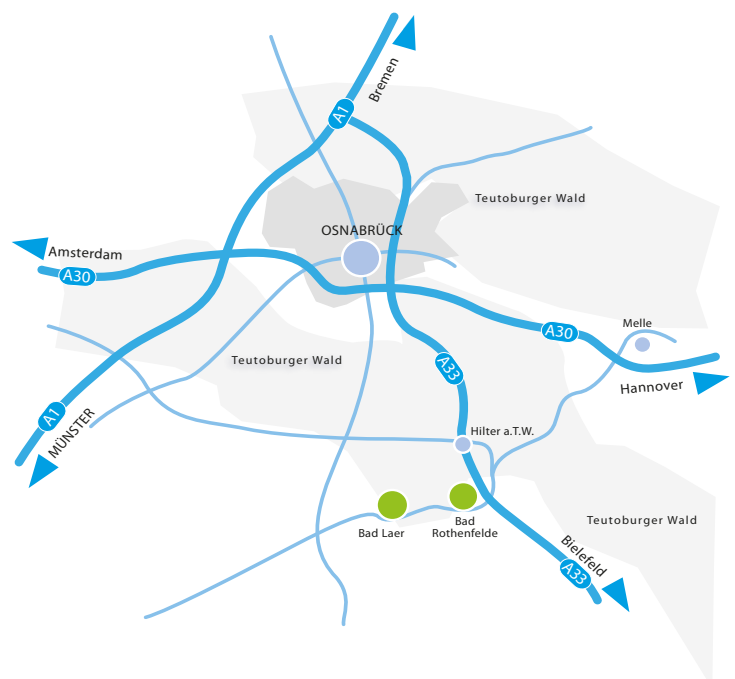 Bremen
A1
Teutoburger Wald
OSNABRÜCK
Amsterdam
A30
Melle
A30
Teutoburger Wald
A33
Hannover
A1
MÜNSTER
Hilter a.T.W.
Bad Laer
Bad
Rothenfelde
Teutoburger Wald
Bielefeld
A33